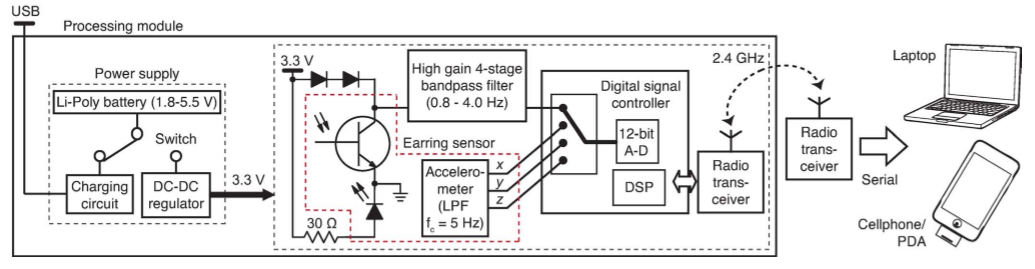 USB
Processing module
Power supply
Li-Poly battery (1.8-5.5 V)
Switch
Charging
circuit
DC-DC
regulator
3.3 V
3.3 V
30 Ω
High gain 4-stage
bandpass filter
(0.8 - 4.0 Hz)
Earring sensor
Accelero-
meter
(LPF
fc = 5 Hz)
x
y
z
Digital signal
controller
12-bit
A-D
DSP
2.4 GHz
Radio
trans-
ceiver
Radio
trans-
ceiver
Serial
Laptop
Cellphone/
PDA